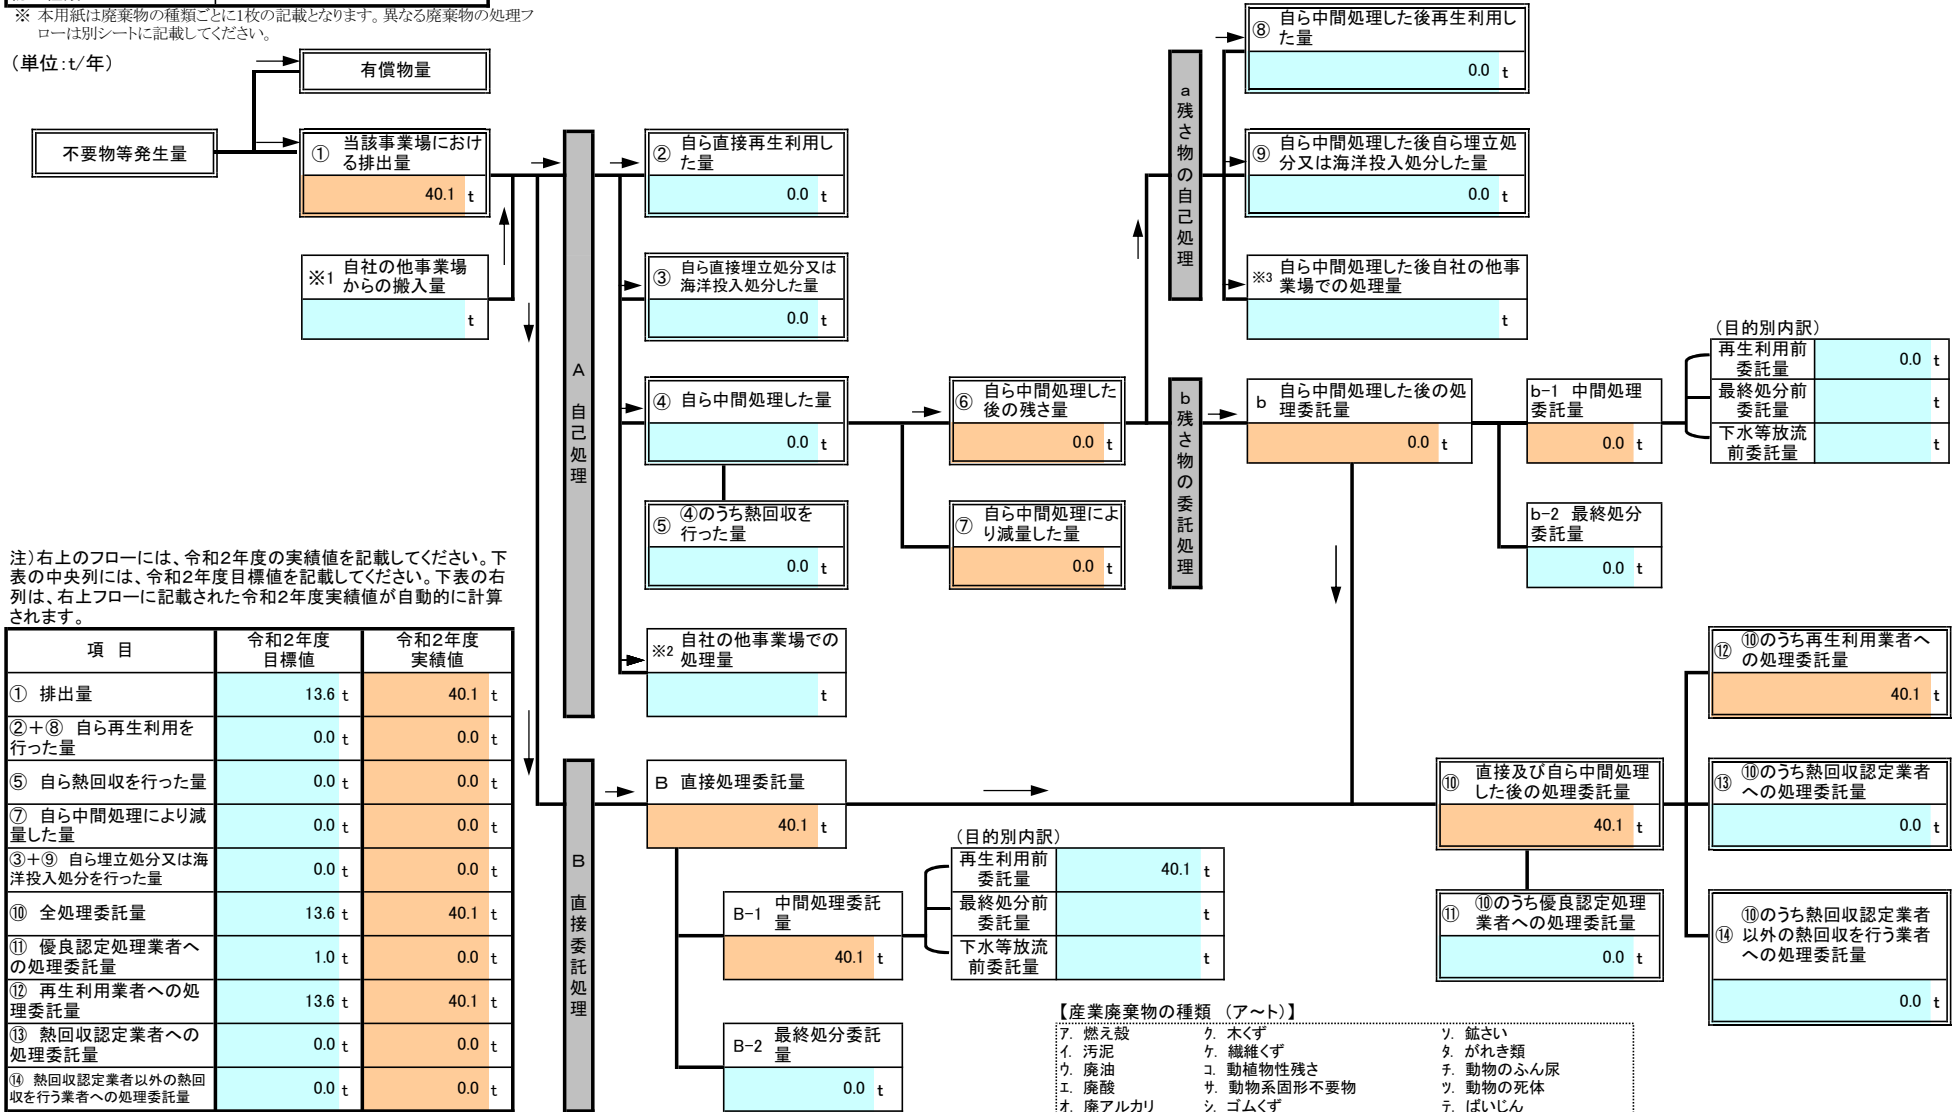 ※ 本用紙は廃棄物の種類ごとに1枚の記載となります。異なる廃棄物の処理フ
ローは別シートに記載してください。
(単位:t/年)
有償物量
不要物等発生量
① 当該事業場におけ
る排出量
40.1 t
※1 自社の他事業場
からの搬入量
t
A 自己処理
② 自ら直接再生利用し
た量
0.0 t
③ 自ら直接埋立処分又は
海洋投入処分した量
0.0 t
④ 自ら中間処理した量
0.0 t
⑤ ④のうち熱回収を
行った量
0.0 t
※2 自社の他事業場での
処理量
t
⑥ 自ら中間処理した
後の残さ量
0.0 t
⑦ 自ら中間処理によ
り減量した量
0.0 t
a 残さ物の自己処理
⑧ 自ら中間処理した後再生利用し
た量
0.0 t
⑨ 自ら中間処理した後自ら埋立処
分又は海洋投入処分した量
0.0 t
※3 自ら中間処理した後自社の他事
業場での処理量
t
b 残さ物の委託処理
b 自ら中間処理した後の処
理委託量
0.0 t
b-1 中間処理
委託量
0.0 t
b-2 最終処分
委託量
0.0 t
(目的別内訳)
再生利用前
委託量
0.0 t
最終処分前
委託量
t
下水等放流
前委託量
t
注)右上のフローには、令和2年度の実績値を記載してください。下
表の中央列には、令和2年度目標値を記載してください。下表の右
列は、右上フローに記載された令和2年度実績値が自動的に計算
されます。
項 目
令和2年度
目標値
令和2年度
実績値
① 排出量
13.6 t
40.1 t
②+⑧ 自ら再生利用を
行った量
0.0 t
0.0 t
⑤ 自ら熱回収を行った量
0.0 t
0.0 t
⑦ 自ら中間処理により減
量した量
0.0 t
0.0 t
③+⑨ 自ら埋立処分又は海
洋投入処分を行った量
0.0 t
0.0 t
⑩ 全処理委託量
13.6 t
40.1 t
⑪ 優良認定処理業者へ
の処理委託量
1.0 t
0.0 t
⑫ 再生利用業者への処
理委託量
13.6 t
40.1 t
⑬ 熱回収認定業者への
処理委託量
0.0 t
0.0 t
⑭ 熱回収認定業者以外の熱回
収を行う業者への処理委託量
0.0 t
0.0 t
B 直接委託処理
B 直接処理委託量
40.1 t
B-1 中間処理委託
量
40.1 t
B-2 最終処分委託
量
0.0 t
(目的別内訳)
再生利用前
委託量
40.1 t
最終処分前
委託量
t
下水等放流
前委託量
t
⑩ 直接及び自ら中間処理
した後の処理委託量
40.1 t
⑪ ⑩のうち優良認定処理
業者への処理委託量
0.0 t
⑫ ⑩のうち再生利用業者へ
の処理委託量
40.1 t
⑬ ⑩のうち熱回収認定業者
への処理委託量
0.0 t
⑭ ⑩のうち熱回収認定業者
以外の熱回収を行う業者
への処理委託量
0.0 t
【産業廃棄物の種類 (ア~ト)】
ア. 燃え殻 ク. 木くず ソ. 鉱さい
イ. 汚泥 ケ. 繊維くず タ. がれき類
ウ. 廃油 コ. 動植物性残さ チ. 動物のふん尿
エ. 廃酸 サ. 動物系固形不要物 ツ. 動物の死体
オ. 廃アルカリ シ. ゴムくず テ. ばいじん